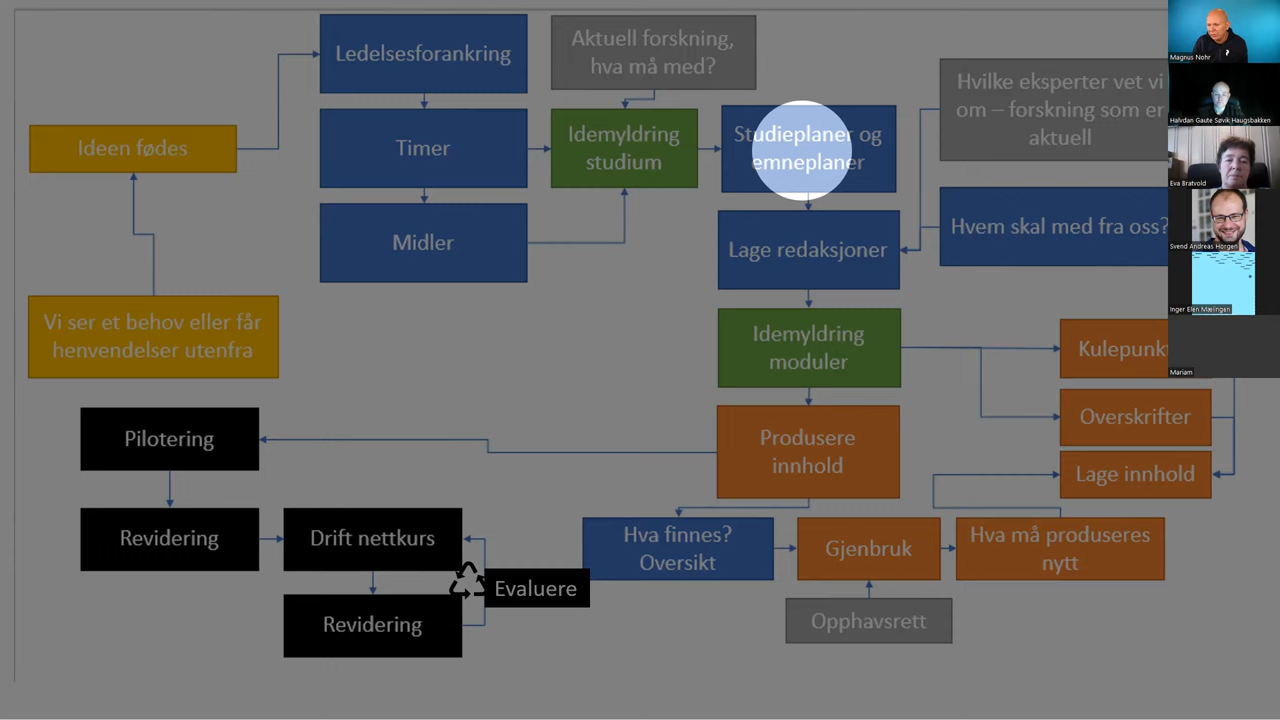 Ledelsesforankring
Aktuell forskning,
hva må med?
Hvilke eksperter vet vi
om – forskning som er
aktuell
Ideen fødes
Timer
Idemyldring
studium
Studieplaner og
emneplaner
Midler
Lage redaksjoner
Hvem skal med fra oss?
Vi ser et behov eller får
henvendelser utenfra
Idemyldring
moduler
Kulepunkt
Overskrifter
Pilotering
Produsere
innhold
Lage innhold
Revidering
Drift nettkurs
Hva finnes?
Oversikt
Gjenbruk
Hva må produseres
nytt
Evaluere
Revidering
Opphavsrett
Magnus Nohr
Halvdan Gaute Søvik Haugsbakken
Eva Bratvold
Svend Andreas Horgen
Inger Elen Mælingen
Mariam